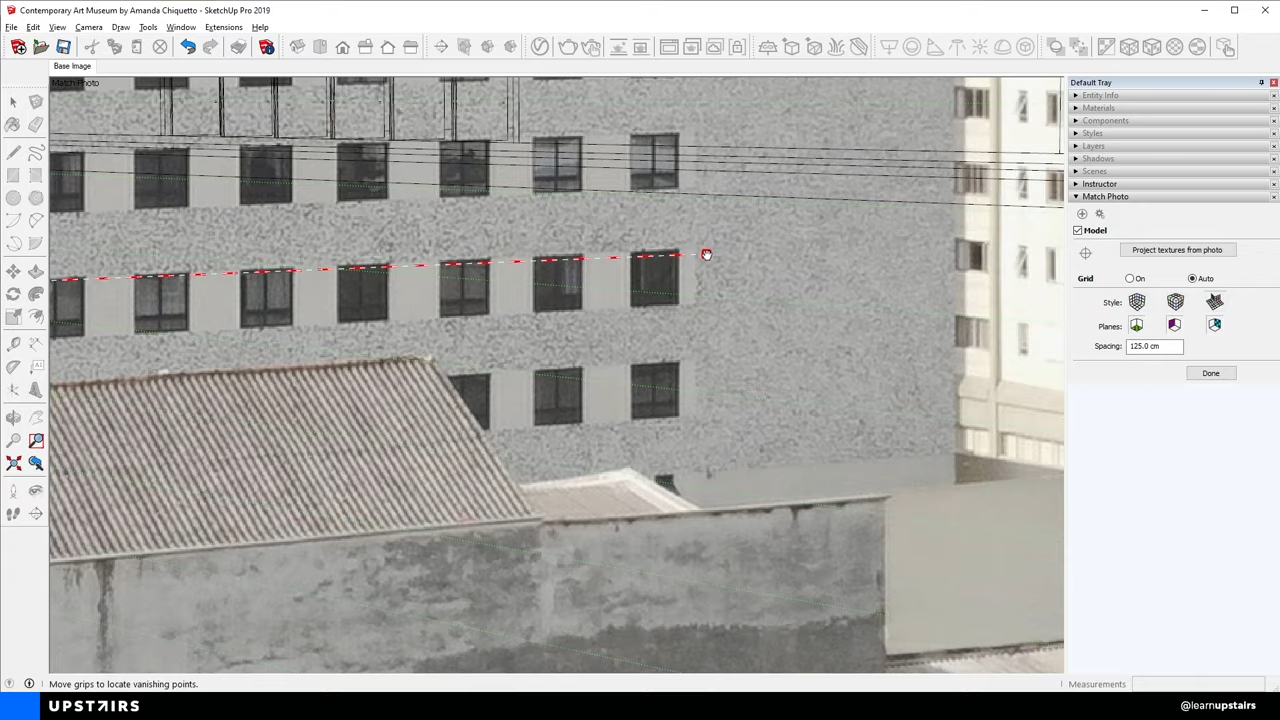 Contemporary Art Museum by Amanda Chiquetto - SketchUp Pro 2019
File Edit View Camera Draw Tools Window Extensions Help
Base Image
Match Photo
Default Tray
Entity Info
Materials
Components
Styles
Layers
Shadows
Scenes
Instructor
Match Photo
Model
Project textures from photo
Grid On Auto
Style:
Planes:
Spacing: 125.0 cm
Done
Move grips to locate vanishing points.
Measurements
UPSTAIRS
@learnupstairs